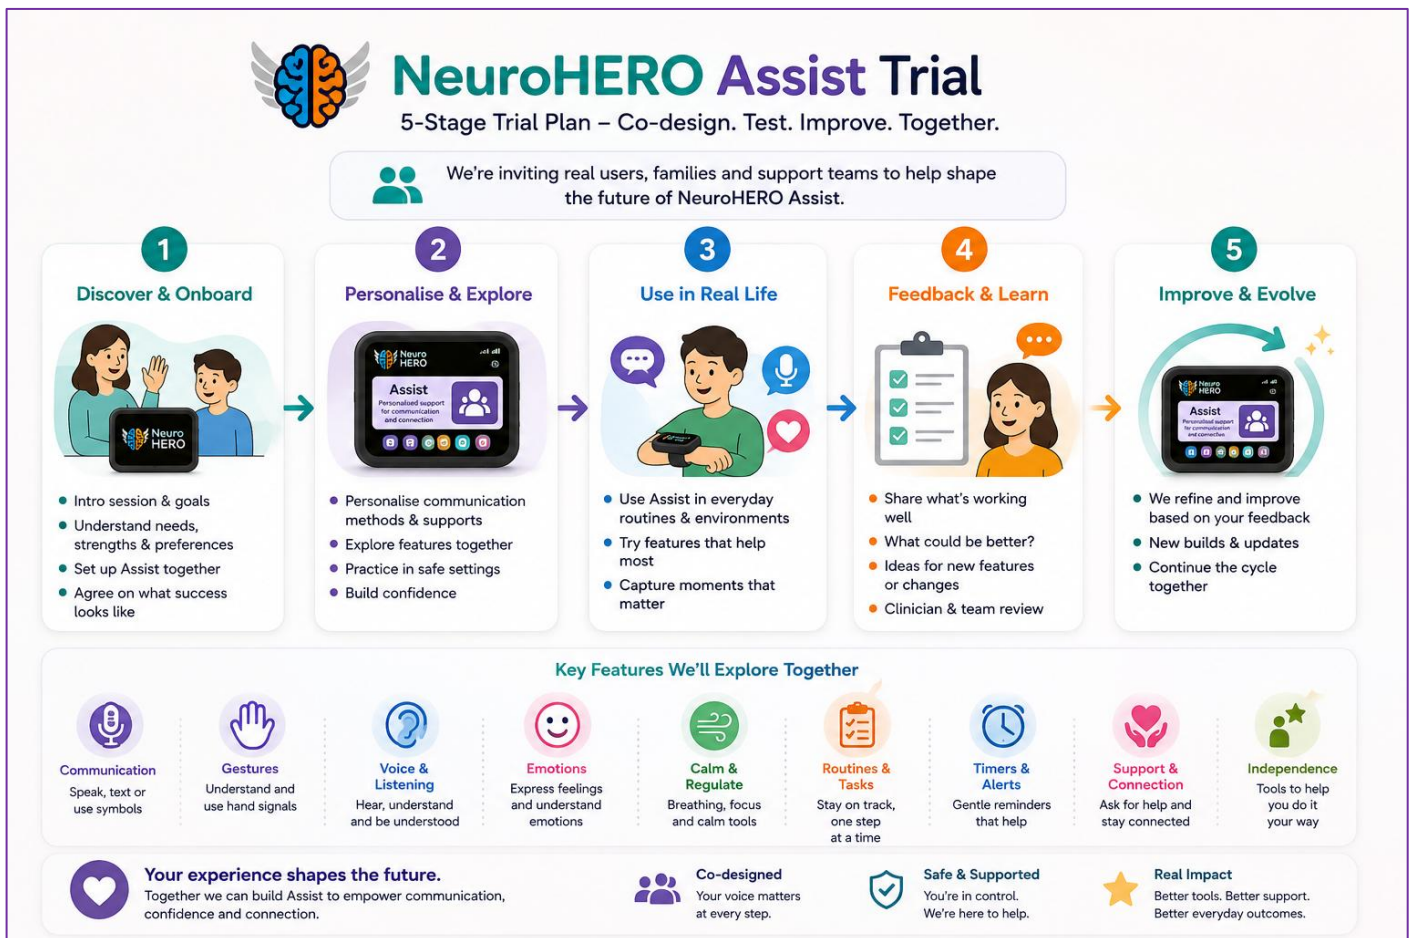 NeuroHERO Assist Trial
5-Stage Trial Plan – Co-design. Test. Improve. Together.
We're inviting real users, families and support teams to help shape
the future of NeuroHERO Assist.
1
Discover & Onboard
Neuro
HERO
Intro session & goals
Understand needs,
strengths & preferences
Set up Assist together
Agree on what success
looks like
2
Personalise & Explore
Neuro
HERO
Assist
Personalised support
for communication
and connection
Personalise communication
methods & supports
Explore features together
Practice in safe settings
Build confidence
3
Use in Real Life
Use Assist in everyday
routines & environments
Try features that help
most
Capture moments that
matter
4
Feedback & Learn
Share what's working
well
What could be better?
Ideas for new features
or changes
Clinician & team review
5
Improve & Evolve
Neuro
HERO
Assist
Personalised support
for communication
and connection
We refine and improve
based on your feedback
New builds & updates
Continue the cycle
together
Key Features We'll Explore Together
Communication
Speak, text or
use symbols
Gestures
Understand and
use hand signals
Voice &
Listening
Hear, understand
and be understood
Emotions
Express feelings
and understand
emotions
Calm &
Regulate
Breathing, focus
and calm tools
Routines &
Tasks
Stay on track,
one step
at a time
Timers &
Alerts
Gentle reminders
that help
Support &
Connection
Ask for help and
stay connected
Independence
Tools to help
you do it
your way
Your experience shapes the future.
Together we can build Assist to empower communication,
confidence and connection.
Co-designed
Your voice matters
at every step.
Safe & Supported
You're in control.
We're here to help.
Real Impact
Better tools. Better support.
Better everyday outcomes.